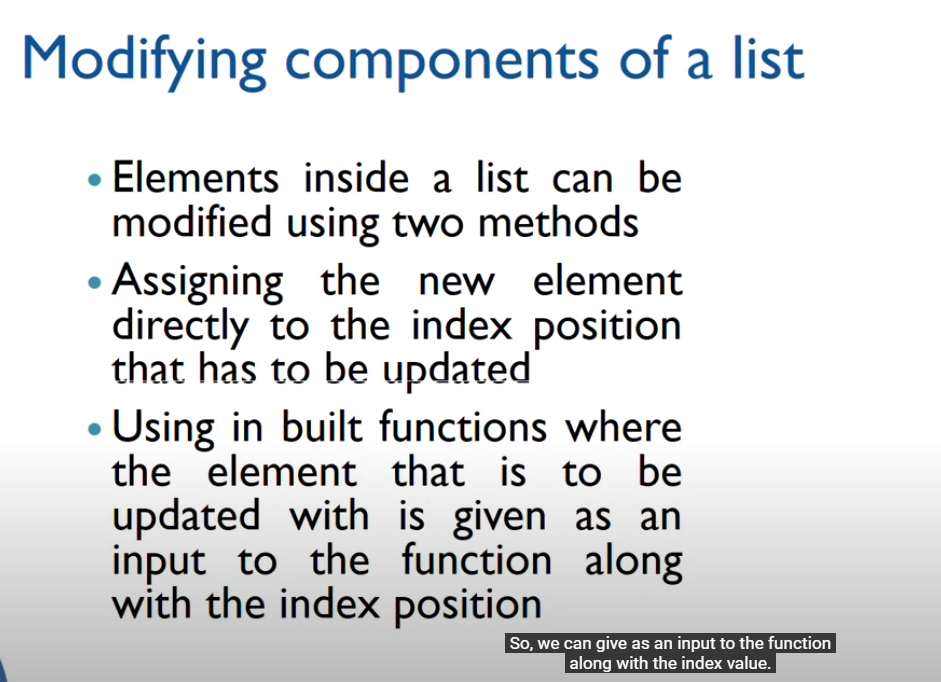 Modifying components of a list
• Elements inside a list can be
modified using two methods
• Assigning the new element
directly to the index position
that has to be updated
• Using in built functions where
the element that is to be
updated with is given as an
input to the function along
with the index position
So, we can give as an input to the function
along with the index value.